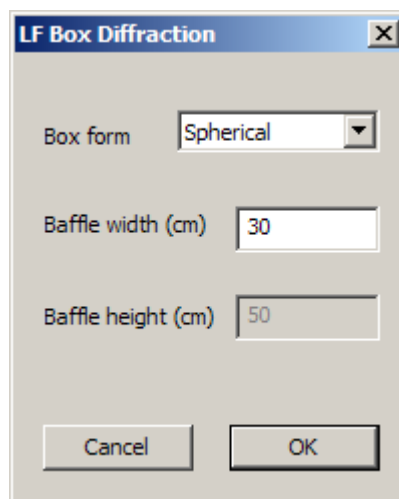 LF Box Diffraction
Box form Spherical
Baffle width (cm) 30
Baffle height (cm) 50
Cancel OK